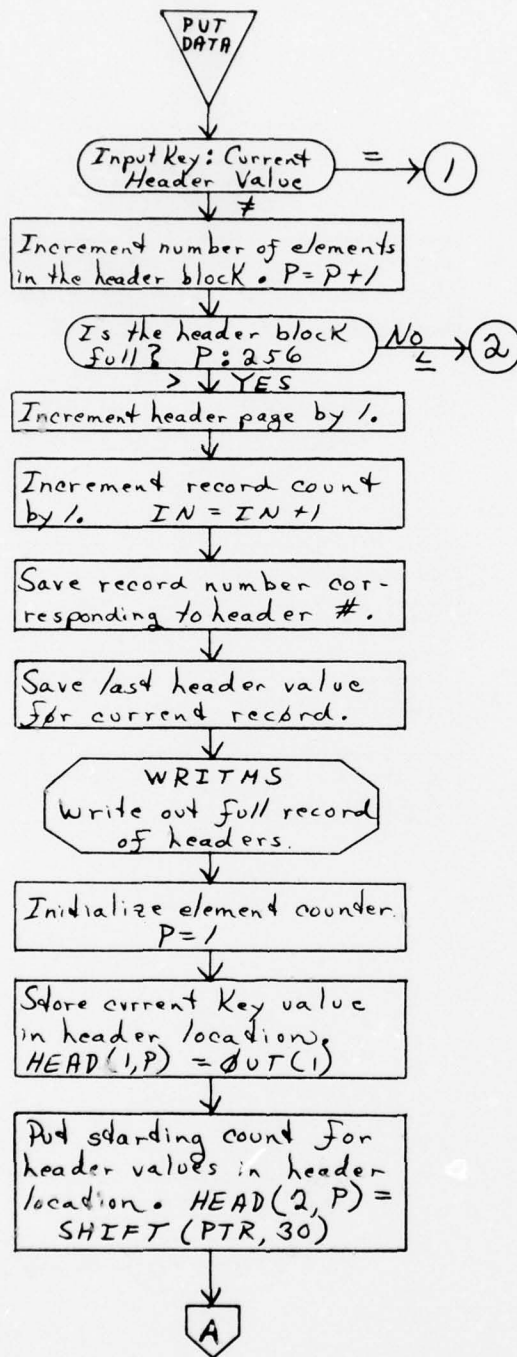 PUT
DATA
Input Key: Current
Header Value
=
1
≠
Increment number of elements
in the header block. P = P+1
Is the header block
full? P:256
No
≤
2
> YES
Increment header page by 1.
Increment record count
by 1. IN = IN +1
Save record number cor-
responding to header #.
Save last header value
før current record.
WRITMS
Write out full record
of headers.
Initialize element counter.
P=1
Store current Key value
in header location.
HEAD(1,P) = ØUT(1)
Put starting count for
header values in header
location. HEAD(2,P) =
SHIFT (PTR, 30)
A